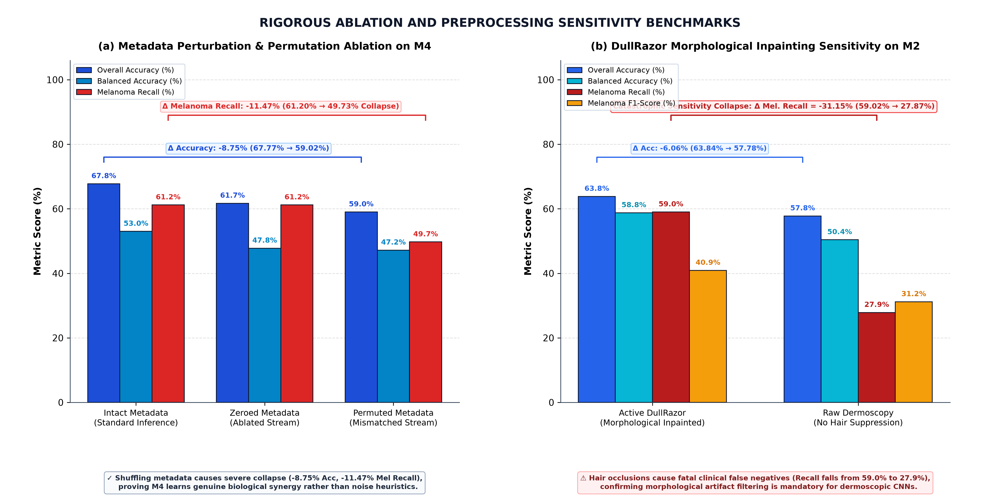 RIGOROUS ABLATION AND PREPROCESSING SENSITIVITY BENCHMARKS
(a) Metadata Perturbation & Permutation Ablation on M4
Overall Accuracy (%)
Balanced Accuracy (%)
Melanoma Recall (%)
Δ Melanoma Recall: -11.47% (61.20% → 49.73% Collapse)
Δ Accuracy: -8.75% (67.77% → 59.02%)
Metric Score (%)
100
80
60
40
20
0
67.8%
53.0%
61.2%
61.7%
47.8%
61.2%
59.0%
47.2%
49.7%
Intact Metadata
(Standard Inference)
Zeroed Metadata
(Ablated Stream)
Permuted Metadata
(Mismatched Stream)
✓ Shuffling metadata causes severe collapse (-8.75% Acc, -11.47% Mel Recall),
proving M4 learns genuine biological synergy rather than noise heuristics.
(b) DullRazor Morphological Inpainting Sensitivity on M2
Overall Accuracy (%)
Balanced Accuracy (%)
Melanoma Recall (%)
Melanoma F1-Score (%)
Catastrophic Sensitivity Collapse: Δ Mel. Recall = -31.15% (59.02% → 27.87%)
Δ Acc: -6.06% (63.84% → 57.78%)
Metric Score (%)
100
80
60
40
20
0
63.8%
58.8%
59.0%
40.9%
57.8%
50.4%
27.9%
31.2%
Active DullRazor
(Morphological Inpainted)
Raw Dermoscopy
(No Hair Suppression)
⚠ Hair occlusions cause fatal clinical false negatives (Recall falls from 59.0% to 27.9%),
confirming morphological artifact filtering is mandatory for dermoscopic CNNs.